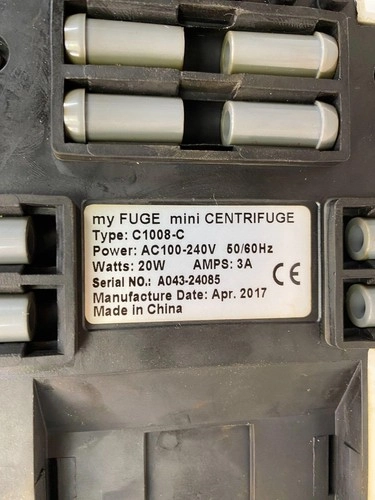 my FUGE mini CENTRIFUGE
Type: C1008-C
Power: AC100-240V 50/60Hz
Watts: 20W AMPS: 3A
Serial NO.: A043-24085
Manufacture Date: Apr. 2017
Made in China
CE